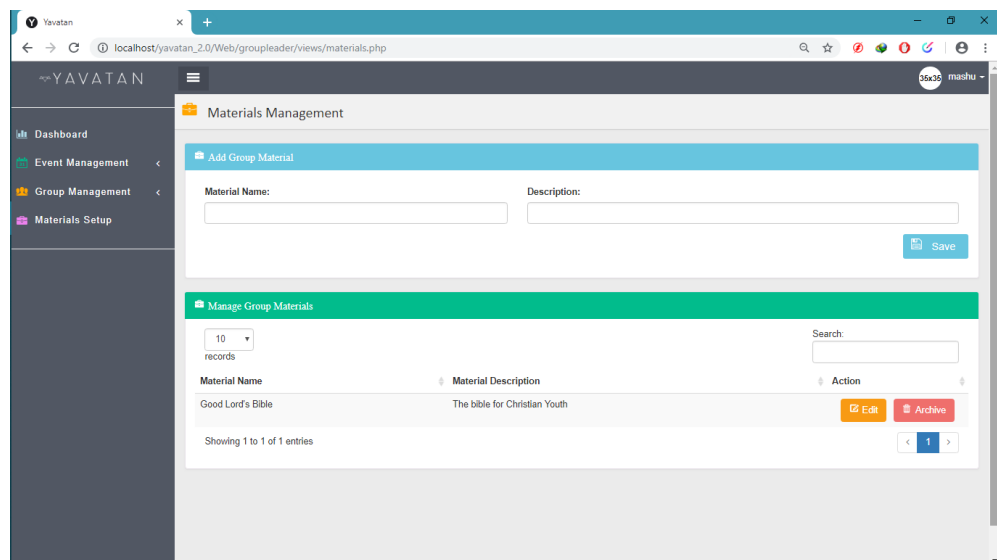 Yavatan
localhost/yavatan_2.0/Web/groupleader/views/materials.php
YAVATAN
35x35 mashu
Materials Management
Dashboard
Event Management
Group Management
Materials Setup
Add Group Material
Material Name: Description:
Save
Manage Group Materials
10
records
Search:
Material Name Material Description Action
Good Lord's Bible The bible for Christian Youth Edit Archive
Showing 1 to 1 of 1 entries < 1 >